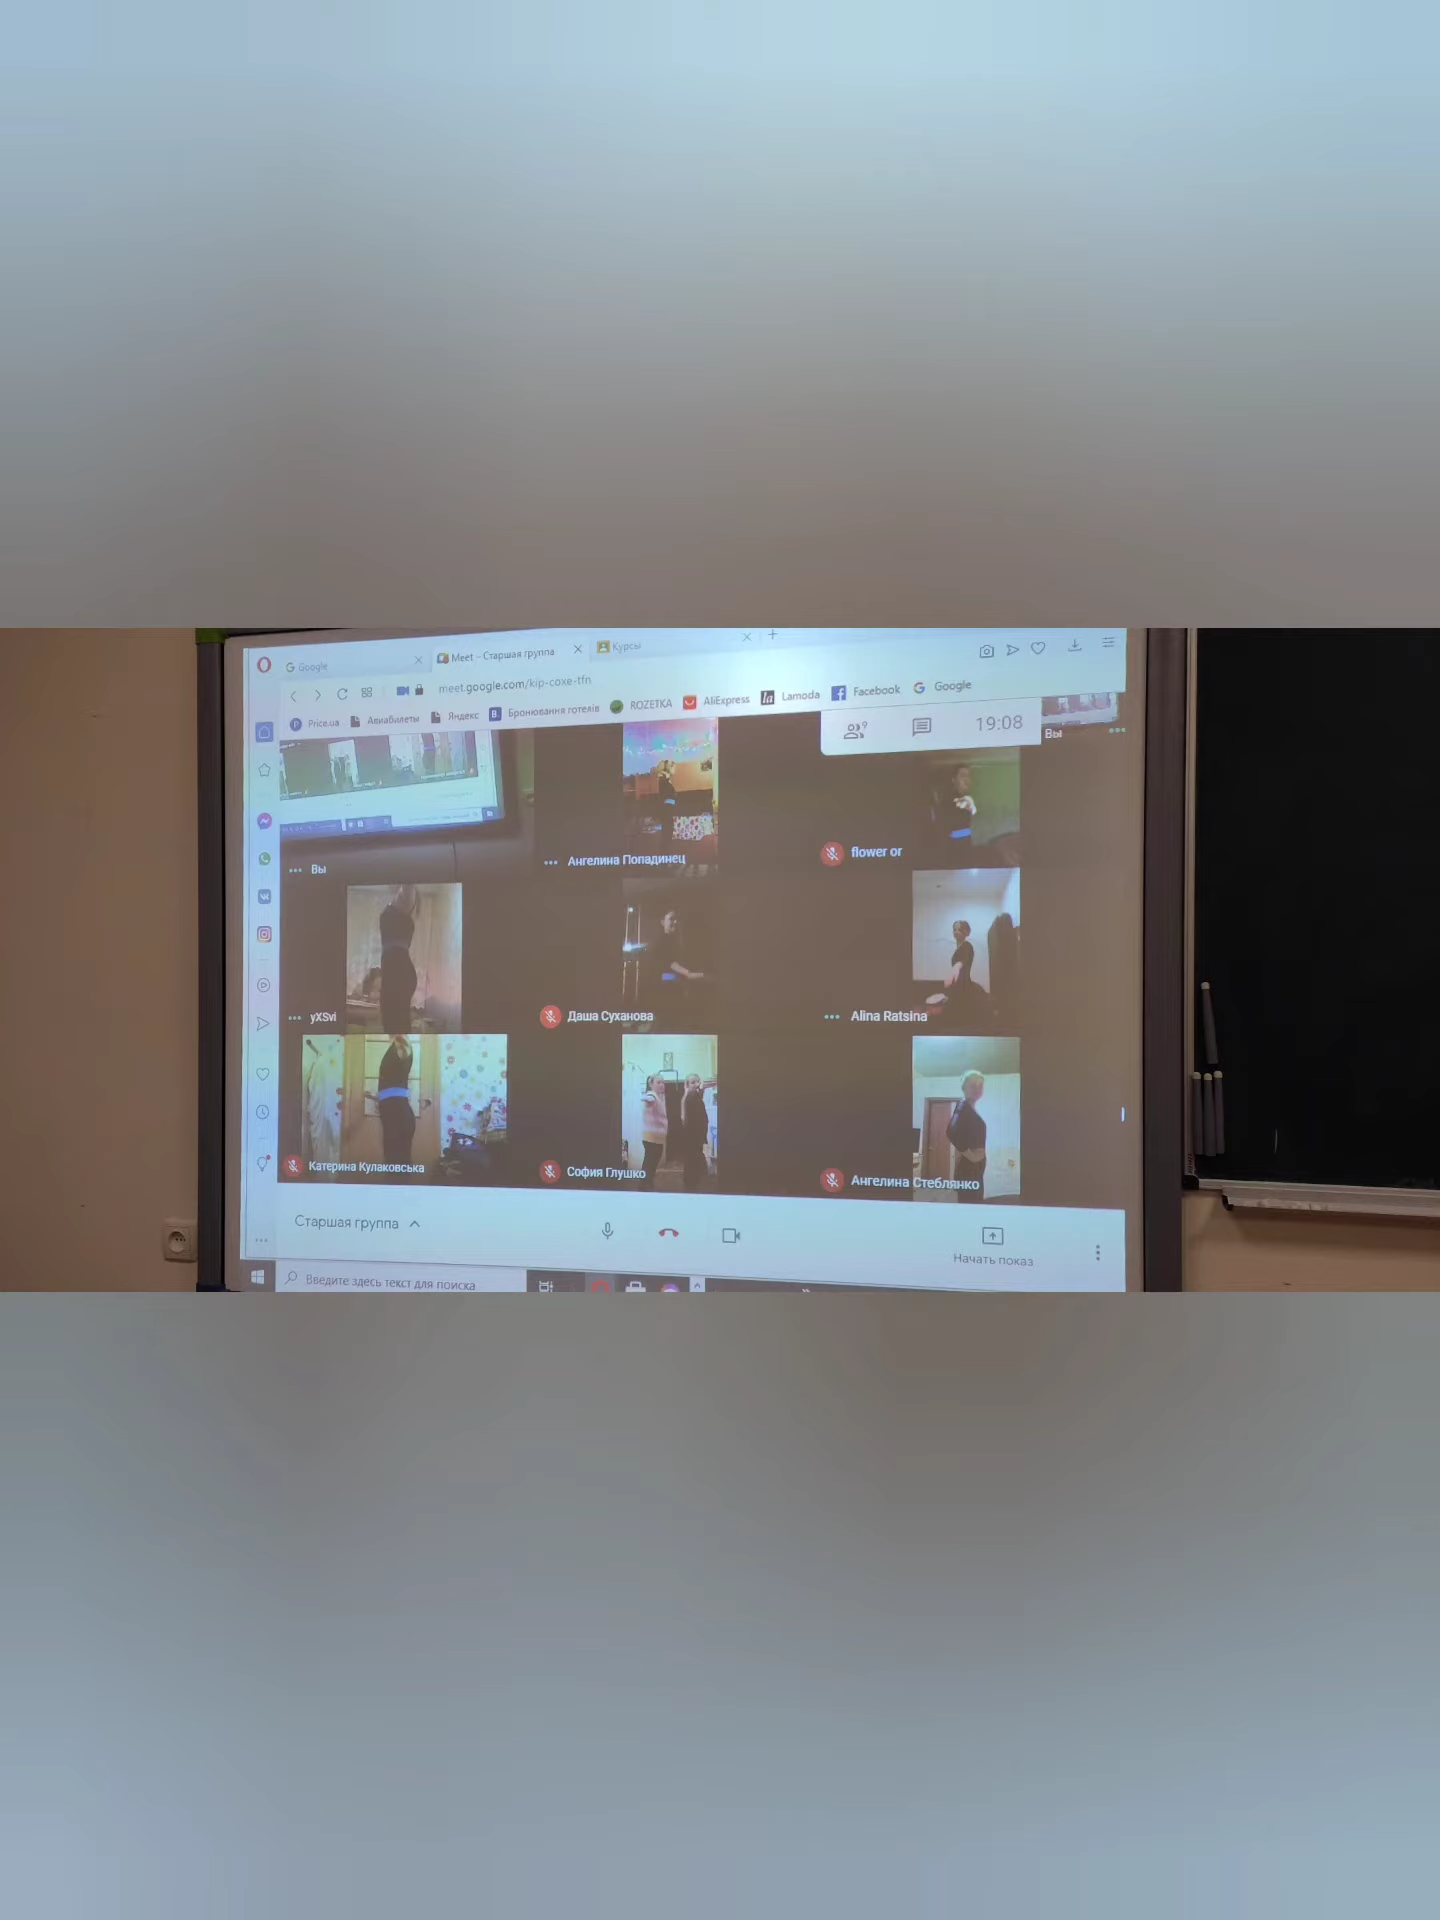 Google
Meet – Старшая группа
Курсы
meet.google.com/kip-coxe-tfn
Price.ua
Авиабилеты
Яндекс
Бронювання готелів
ROZETKA
AliExpress
la Lamoda
Facebook
Google
9
19:08
Вы
Вы
Ангелина Попадинец
flower or
yXSvi
Даша Суханова
Alina Ratsina
Катерина Кулаковська
София Глушко
Ангелина Стеблянко
Старшая группа
Начать показ
Введите здесь текст для поиска